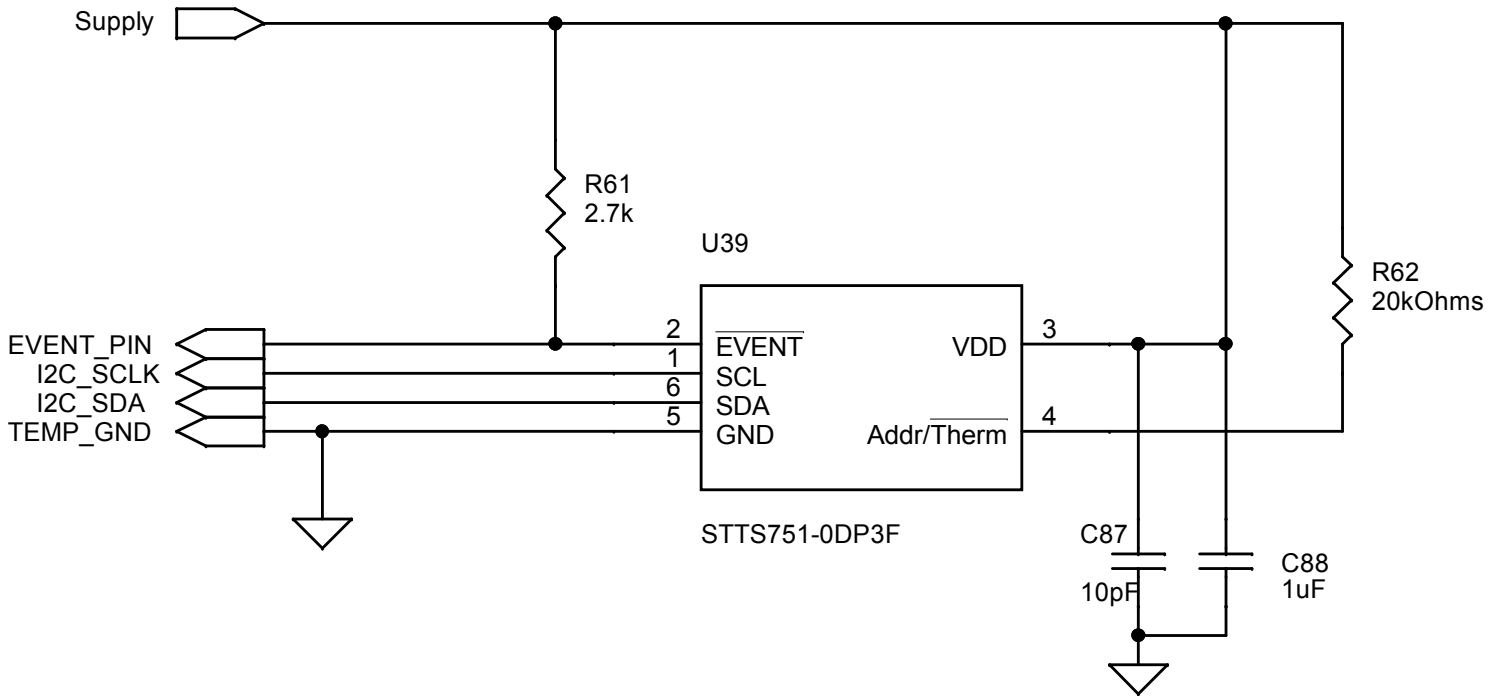 Supply
R61
2.7k
U39
R62
20kOhms
EVENT_PIN
I2C_SCLK
I2C_SDA
TEMP_GND
2
1
6
5
EVENT
SCL
SDA
GND
VDD
Addr/Therm
3
4
STTS751-0DP3F
C87
10pF
C88
1uF